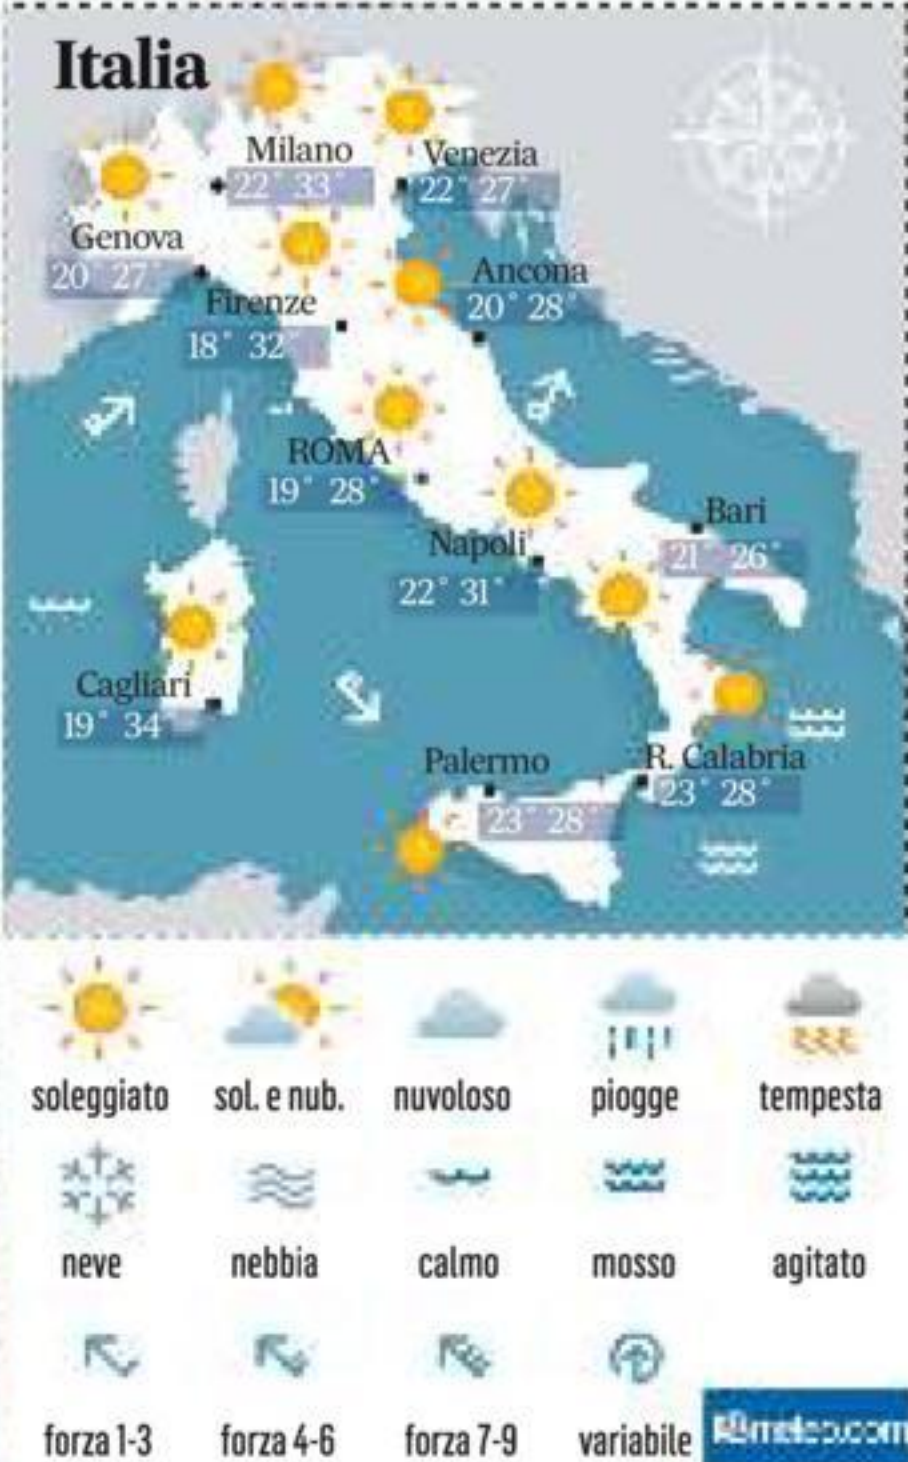 Italia
Milano
22° 33°
Venezia
22° 27°
Genova
20° 27°
Ancona
20° 28°
Firenze
18° 32°
ROMA
19° 28°
Bari
21° 26°
Napoli
22° 31°
Cagliari
19° 34°
Palermo
23° 28°
R. Calabria
23° 28°
soleggiato
sol. e nub.
nuvoloso
piogge
tempesta
neve
nebbia
calmo
mosso
agitato
forza 1-3
forza 4-6
forza 7-9
variabile